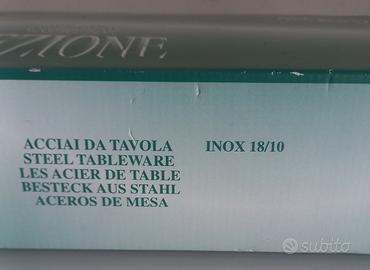 ZIONE
ACCIAI DA TAVOLA INOX 18/10
STEEL TABLEWARE
LES ACIER DE TABLE
BESTECK AUS STAHL
ACEROS DE MESA
subito